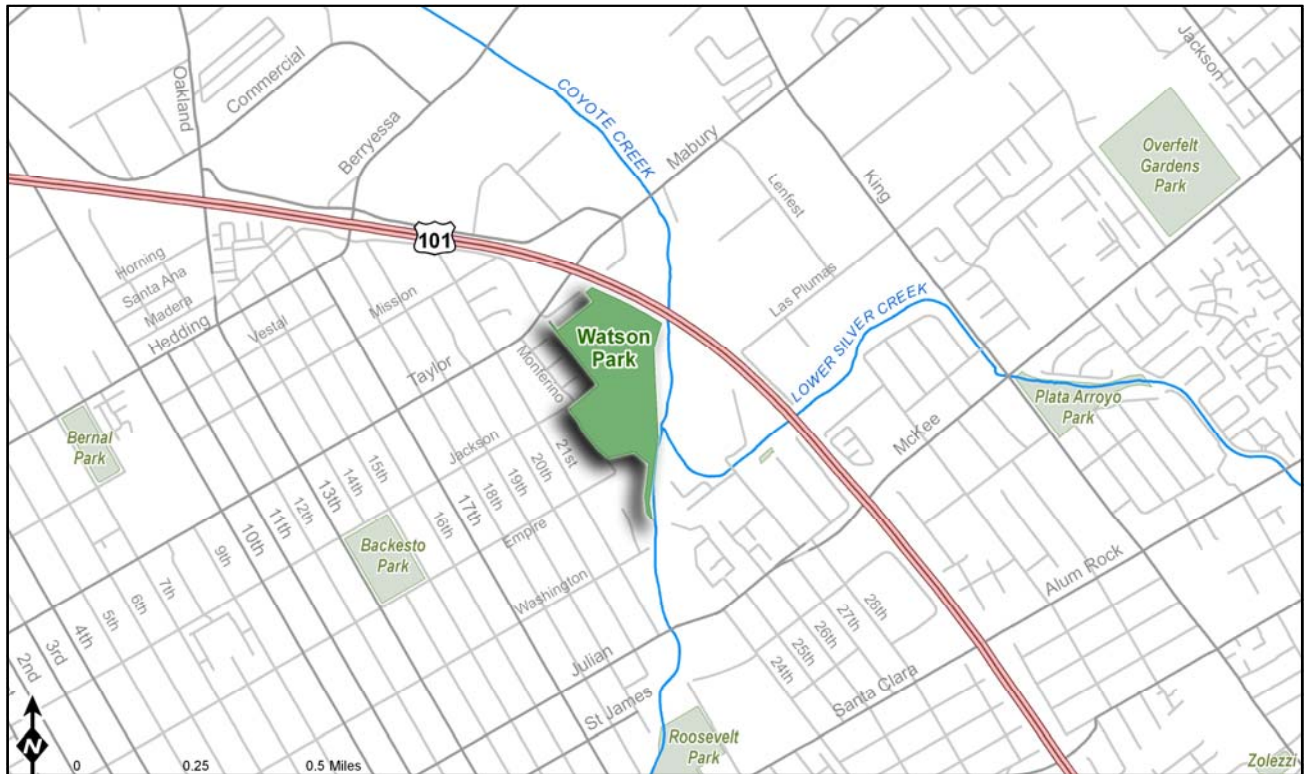 Oakland
Commercial
Berryessa
COYOTE CREEK
Mabury
Jackson
Overfelt
Gardens
Park
King
Lenfest
101
Horning
Santa Ana
Madera
Hedding
Vestal
Mission
Taylor
Monferino
Watson
Park
Las Plumas
LOWER SILVER CREEK
McKee
Plata Arroyo
Park
Bernal
Park
Jackson
21st
20th
19th
18th
17th
16th
15th
14th
13th
12th
11th
10th
9th
Empire
Backesto
Park
Washington
7th
6th
5th
4th
3rd
2nd
Julian
St James
Alum Rock
28th
27th
26th
25th
24th
Santa Clara
Roosevelt
Park
Zolezzi
N
0 0.25 0.5 Miles